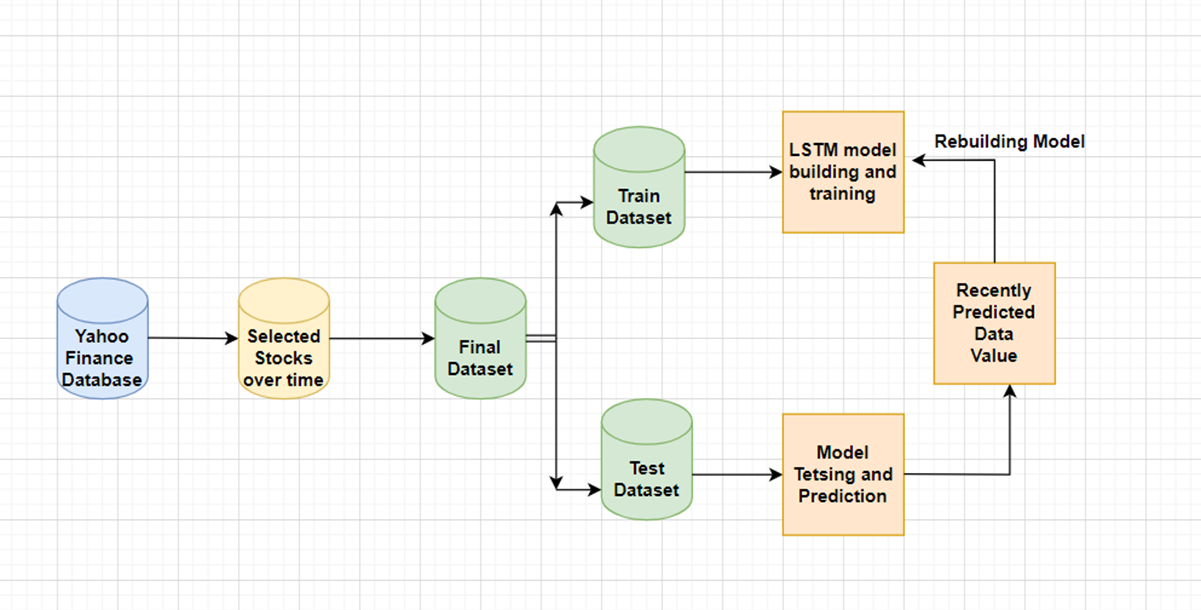 Yahoo
Finance
Database
Selected
Stocks
over time
Final
Dataset
Train
Dataset
LSTM model
building and
training
Rebuilding Model
Recently
Predicted
Data
Value
Test
Dataset
Model
Tetsing and
Prediction